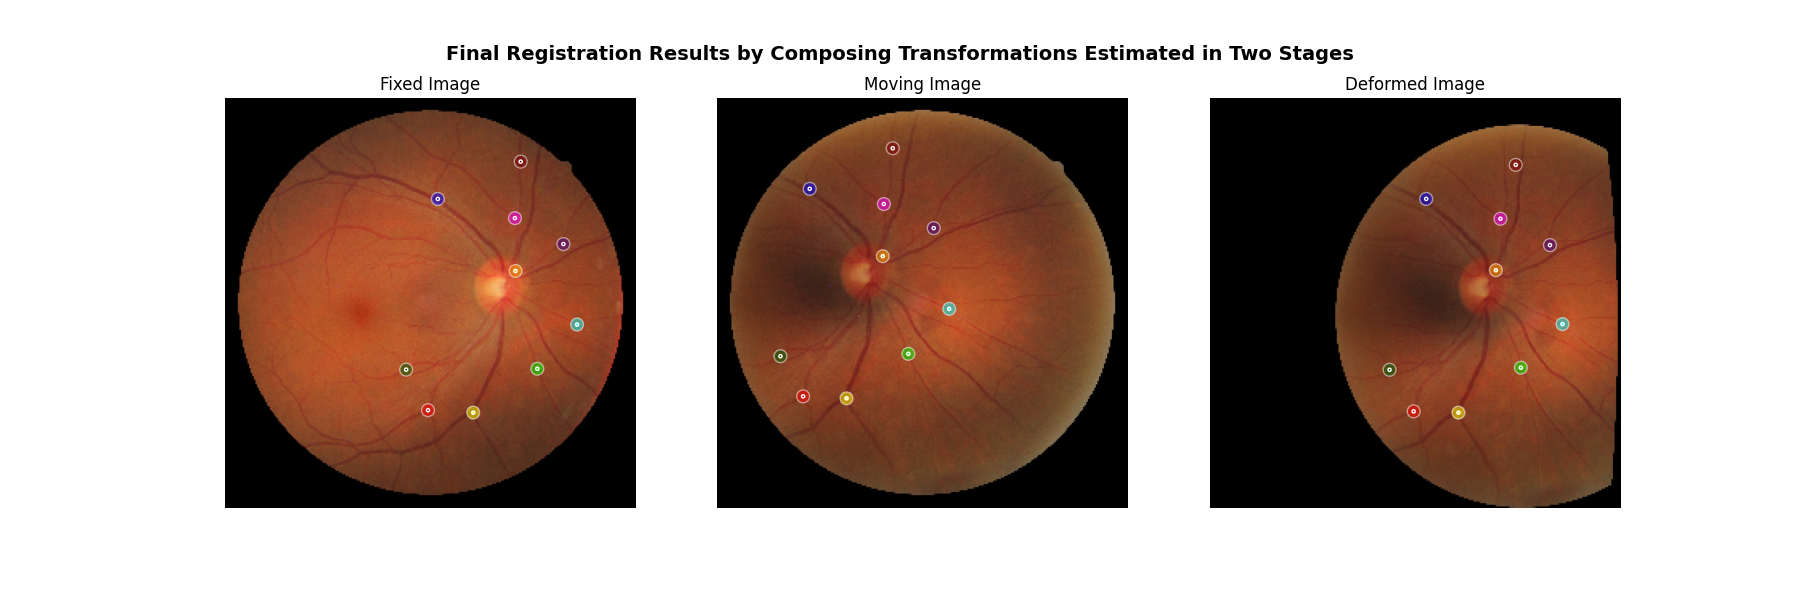 Final Registration Results by Composing Transformations Estimated in Two Stages
Fixed Image
Moving Image
Deformed Image